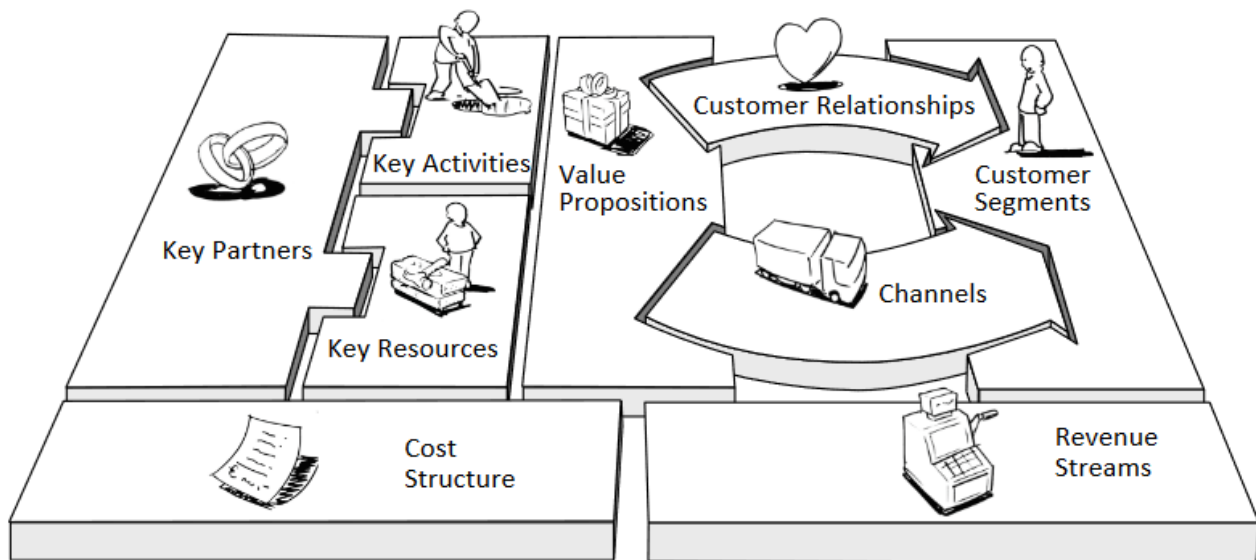 Customer Relationships
Key Activities
Value
Propositions
Customer
Segments
Key Partners
Channels
Key Resources
Cost
Structure
Revenue
Streams